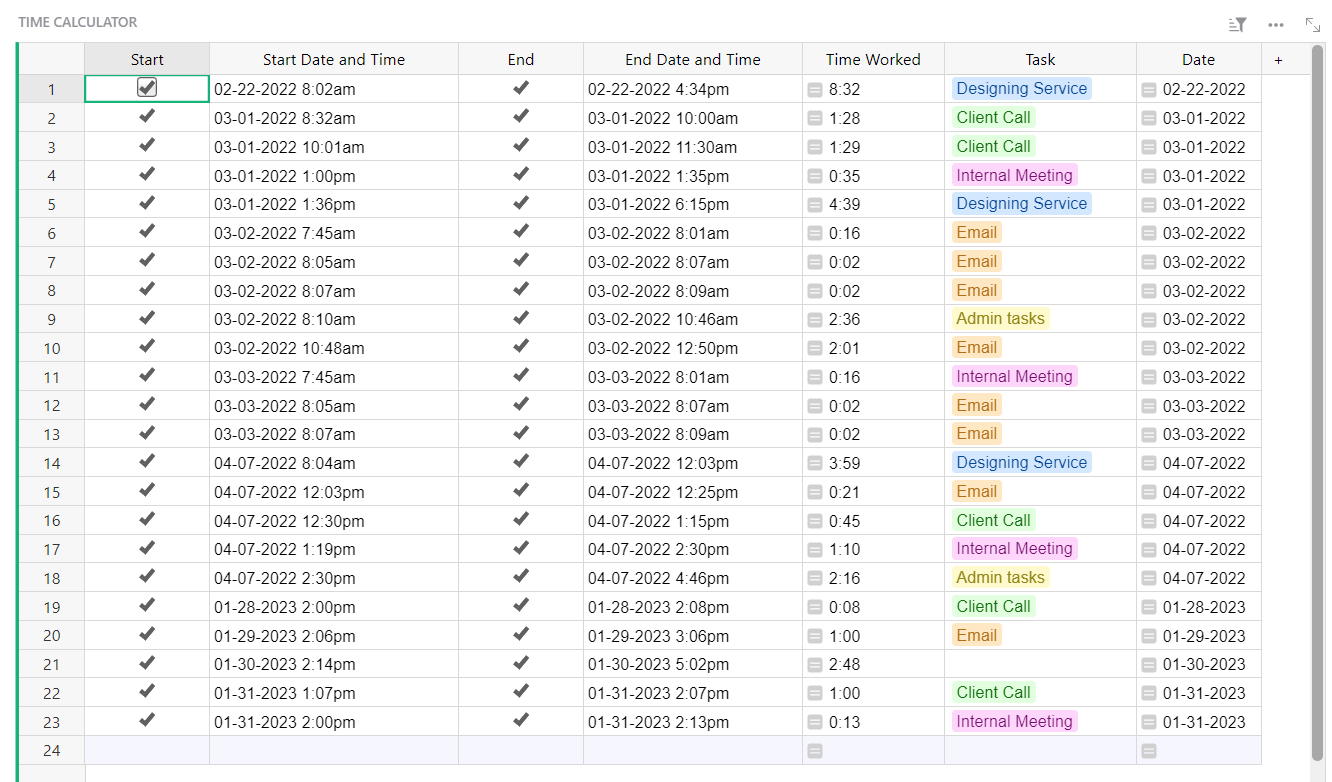 TIME CALCULATOR
Start Start Date and Time End End Date and Time Time Worked Task Date +
1 02-22-2022 8:02am 02-22-2022 4:34pm 8:32 Designing Service 02-22-2022
2 03-01-2022 8:32am 03-01-2022 10:00am 1:28 Client Call 03-01-2022
3 03-01-2022 10:01am 03-01-2022 11:30am 1:29 Client Call 03-01-2022
4 03-01-2022 1:00pm 03-01-2022 1:35pm 0:35 Internal Meeting 03-01-2022
5 03-01-2022 1:36pm 03-01-2022 6:15pm 4:39 Designing Service 03-01-2022
6 03-02-2022 7:45am 03-02-2022 8:01am 0:16 Email 03-02-2022
7 03-02-2022 8:05am 03-02-2022 8:07am 0:02 Email 03-02-2022
8 03-02-2022 8:07am 03-02-2022 8:09am 0:02 Email 03-02-2022
9 03-02-2022 8:10am 03-02-2022 10:46am 2:36 Admin tasks 03-02-2022
10 03-02-2022 10:48am 03-02-2022 12:50pm 2:01 Email 03-02-2022
11 03-03-2022 7:45am 03-03-2022 8:01am 0:16 Internal Meeting 03-03-2022
12 03-03-2022 8:05am 03-03-2022 8:07am 0:02 Email 03-03-2022
13 03-03-2022 8:07am 03-03-2022 8:09am 0:02 Email 03-03-2022
14 04-07-2022 8:04am 04-07-2022 12:03pm 3:59 Designing Service 04-07-2022
15 04-07-2022 12:03pm 04-07-2022 12:25pm 0:21 Email 04-07-2022
16 04-07-2022 12:30pm 04-07-2022 1:15pm 0:45 Client Call 04-07-2022
17 04-07-2022 1:19pm 04-07-2022 2:30pm 1:10 Internal Meeting 04-07-2022
18 04-07-2022 2:30pm 04-07-2022 4:46pm 2:16 Admin tasks 04-07-2022
19 01-28-2023 2:00pm 01-28-2023 2:08pm 0:08 Client Call 01-28-2023
20 01-29-2023 2:06pm 01-29-2023 3:06pm 1:00 Email 01-29-2023
21 01-30-2023 2:14pm 01-30-2023 5:02pm 2:48 01-30-2023
22 01-31-2023 1:07pm 01-31-2023 2:07pm 1:00 Client Call 01-31-2023
23 01-31-2023 2:00pm 01-31-2023 2:13pm 0:13 Internal Meeting 01-31-2023
24